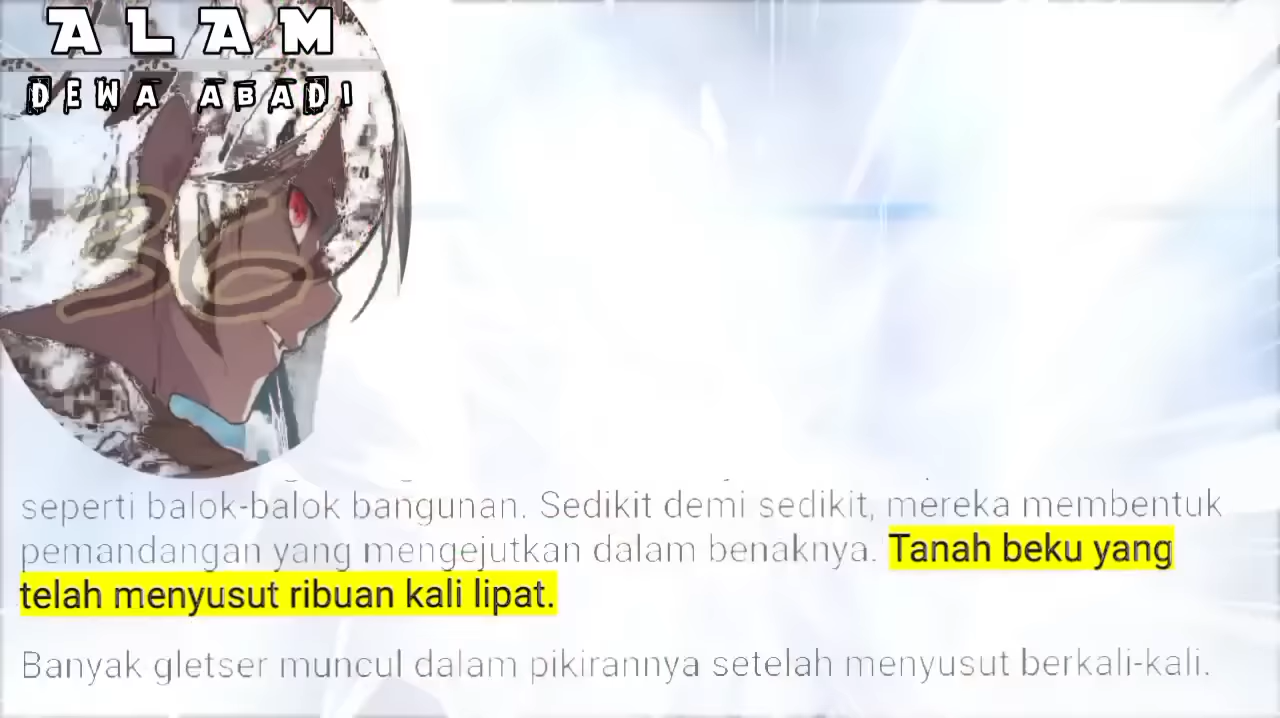 ALAM
DEWA ABADI
36
seperti balok-balok bangunan. Sedikit demi sedikit, mereka membentuk
pemandangan yang mengejutkan dalam benaknya. Tanah beku yang
telah menyusut ribuan kali lipat.
Banyak gletser muncul dalam pikirannya setelah menyusut berkali-kali.